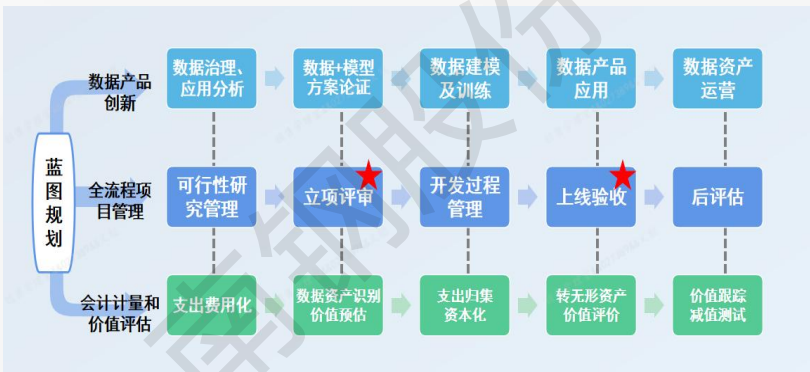 数据产品
创新
数据治理、
应用分析
数据+模型
方案论证
数据建模
及训练
数据产品
应用
数据资产
运营
蓝图规划
全流程项
目管理
可行性研
究管理
立项评审
开发过程
管理
上线验收
后评估
会计计量和
价值评估
支出费用化
数据资产识别
价值预估
支出归集
资本化
转无形资产
价值评价
价值跟踪
减值测试
南钢股份